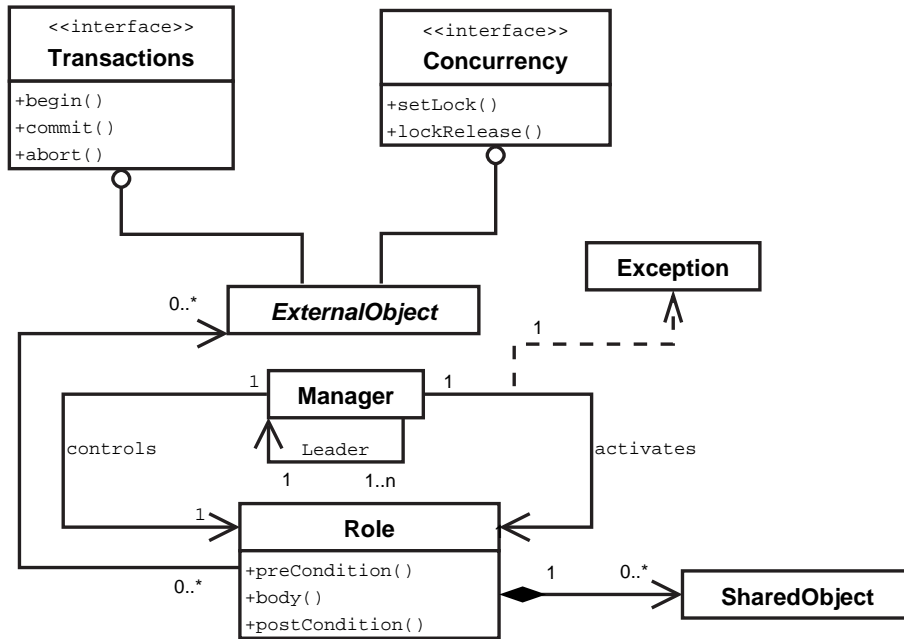 <<interface>>
Transactions
+begin()
+commit()
+abort()
<<interface>>
Concurrency
+setLock()
+lockRelease()
Exception
0..*
ExternalObject
1
1
Manager
1
controls
Leader
activates
1
1..n
1
Role
0..*
+preCondition()
+body()
+postCondition()
1
0..*
SharedObject